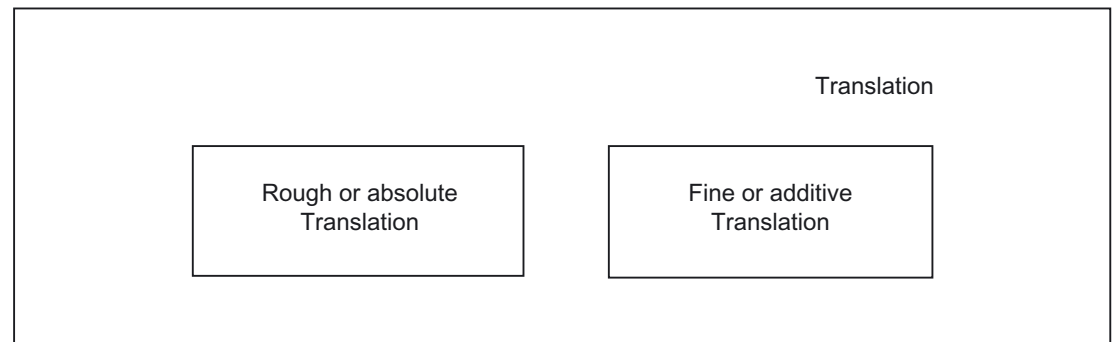 Translation
Rough or absolute
Translation
Fine or additive
Translation